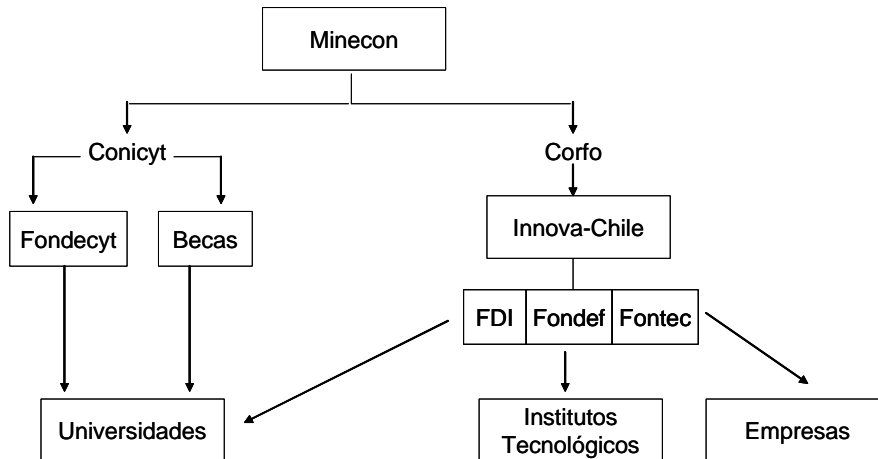 Minecon
Conicyt
Corfo
Fondecyt
Becas
Innova-Chile
FDI
Fondef
Fontec
Universidades
Institutos
Tecnológicos
Empresas